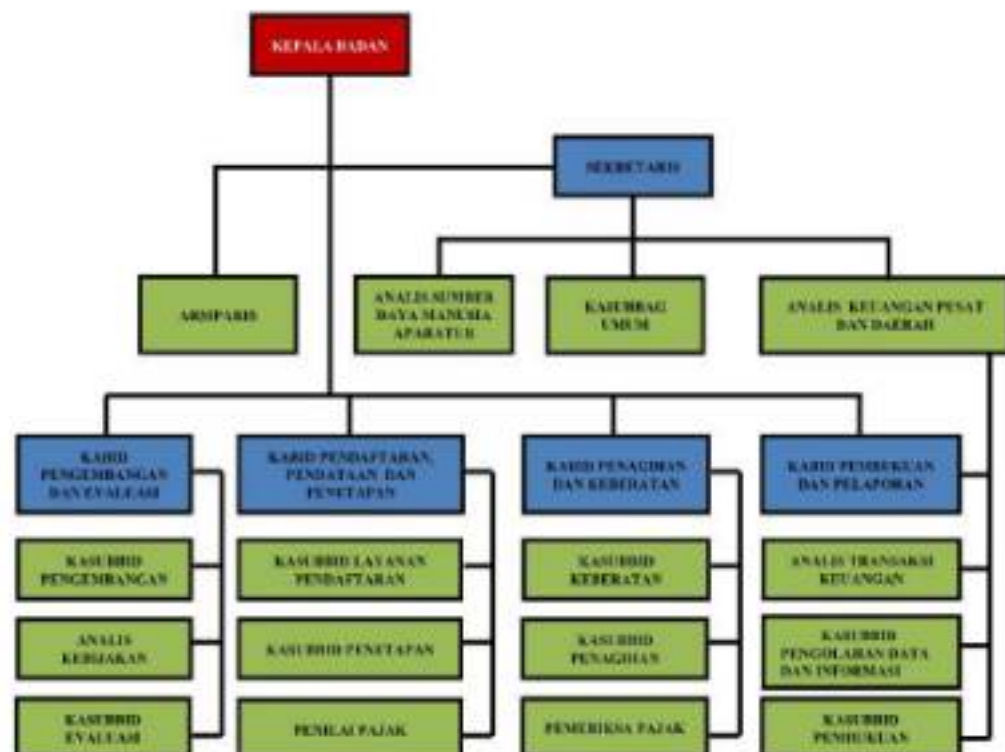 KEPALA BADAN
SEKRETARIS
ARSIPARIS
ANALIS SUMBER
DAYA MANUSIA
APARATUR
KASUBBAG
UMUM
ANALIS KEUANGAN PUSAT
DAN DAERAH
KABID
PENGEMBANGAN
DAN EVALUASI
KABID PENDAFTARAN,
PENDATAAN DAN
PENETAPAN
KABID PENAGIHAN
DAN KEBERATAN
KABID PEMBUKUAN
DAN PELAPORAN
KASUBBID
PENGEMBANGAN
KASUBBID LAYANAN
PENDAFTARAN
KASUBBID
KEBERATAN
ANALIS TRANSAKSI
KEUANGAN
ANALIS
KEBIJAKAN
KASUBBID PENETAPAN
KASUBBID
PENAGIHAN
KASUBBID
PENGOLAHAN DATA
DAN INFORMASI
KASUBBID
EVALUASI
PENILAI PAJAK
PEMERIKSA PAJAK
KASUBBID
PEMBUKUAN